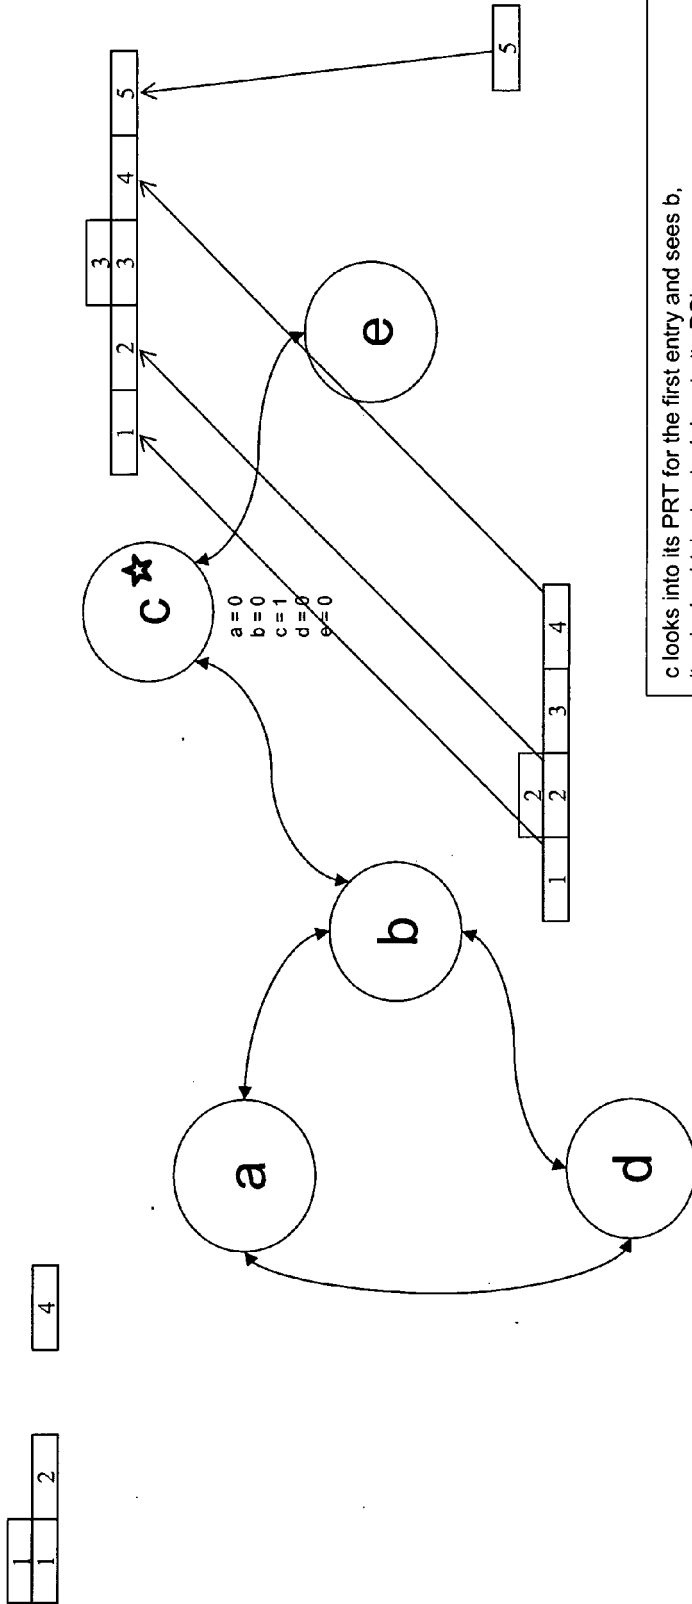 1
1 2 4
3
1 2 3 4 5
c
a = 0
b = 0
c = 1
d = 0
e = 0
a
b
e
5
2
1 2 3 4
d
c looks into its PRT for the first entry and sees b,